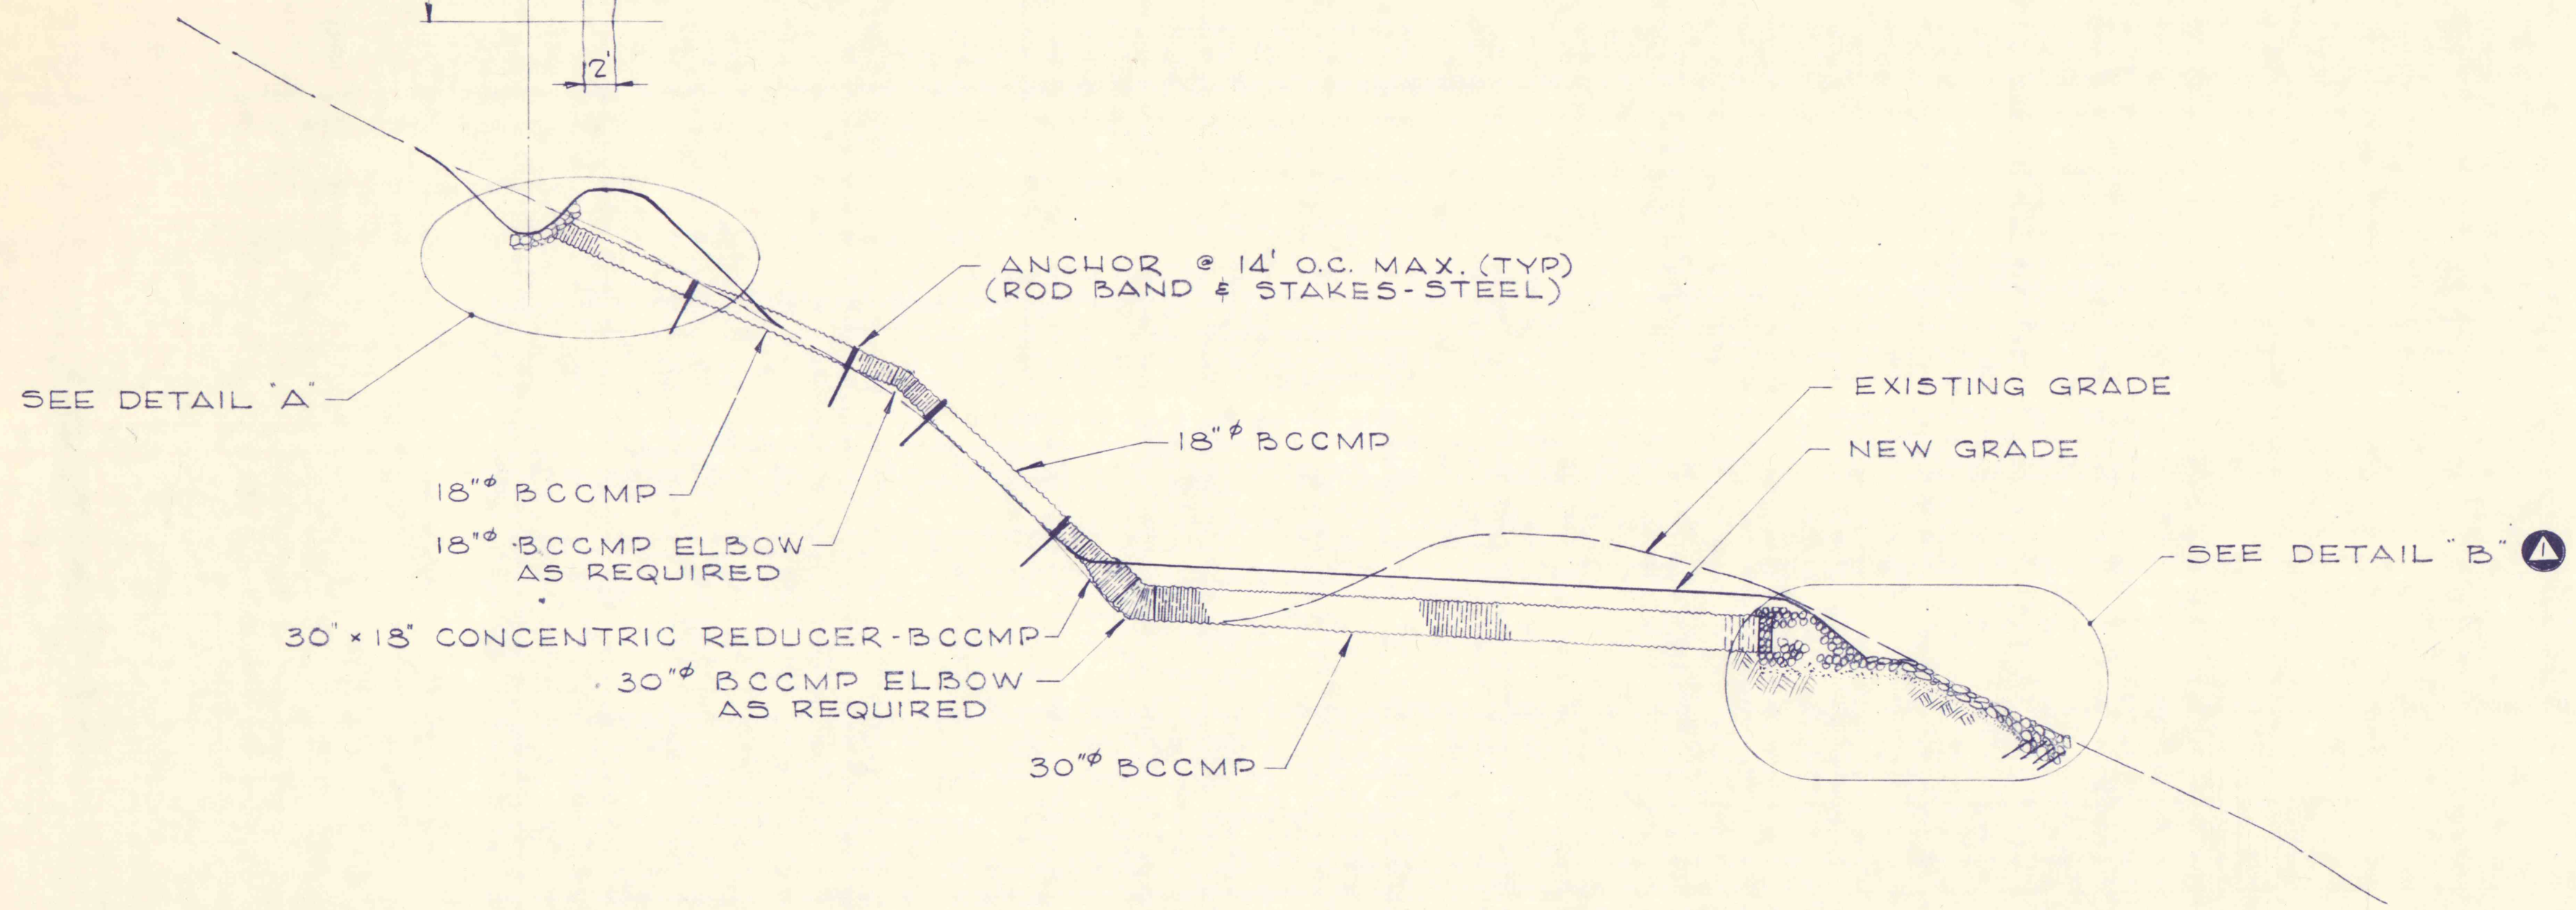 2'
ANCHOR @ 14' O.C. MAX. (TYP)
(ROD BAND & STAKES-STEEL)
SEE DETAIL "A"
EXISTING GRADE
NEW GRADE
18"ø BCCMP
18"ø BCCMP
18"ø BCCMP ELBOW
AS REQUIRED
SEE DETAIL "B" 1
30" × 18" CONCENTRIC REDUCER-BCCMP
30"ø BCCMP ELBOW
AS REQUIRED
30"ø BCCMP